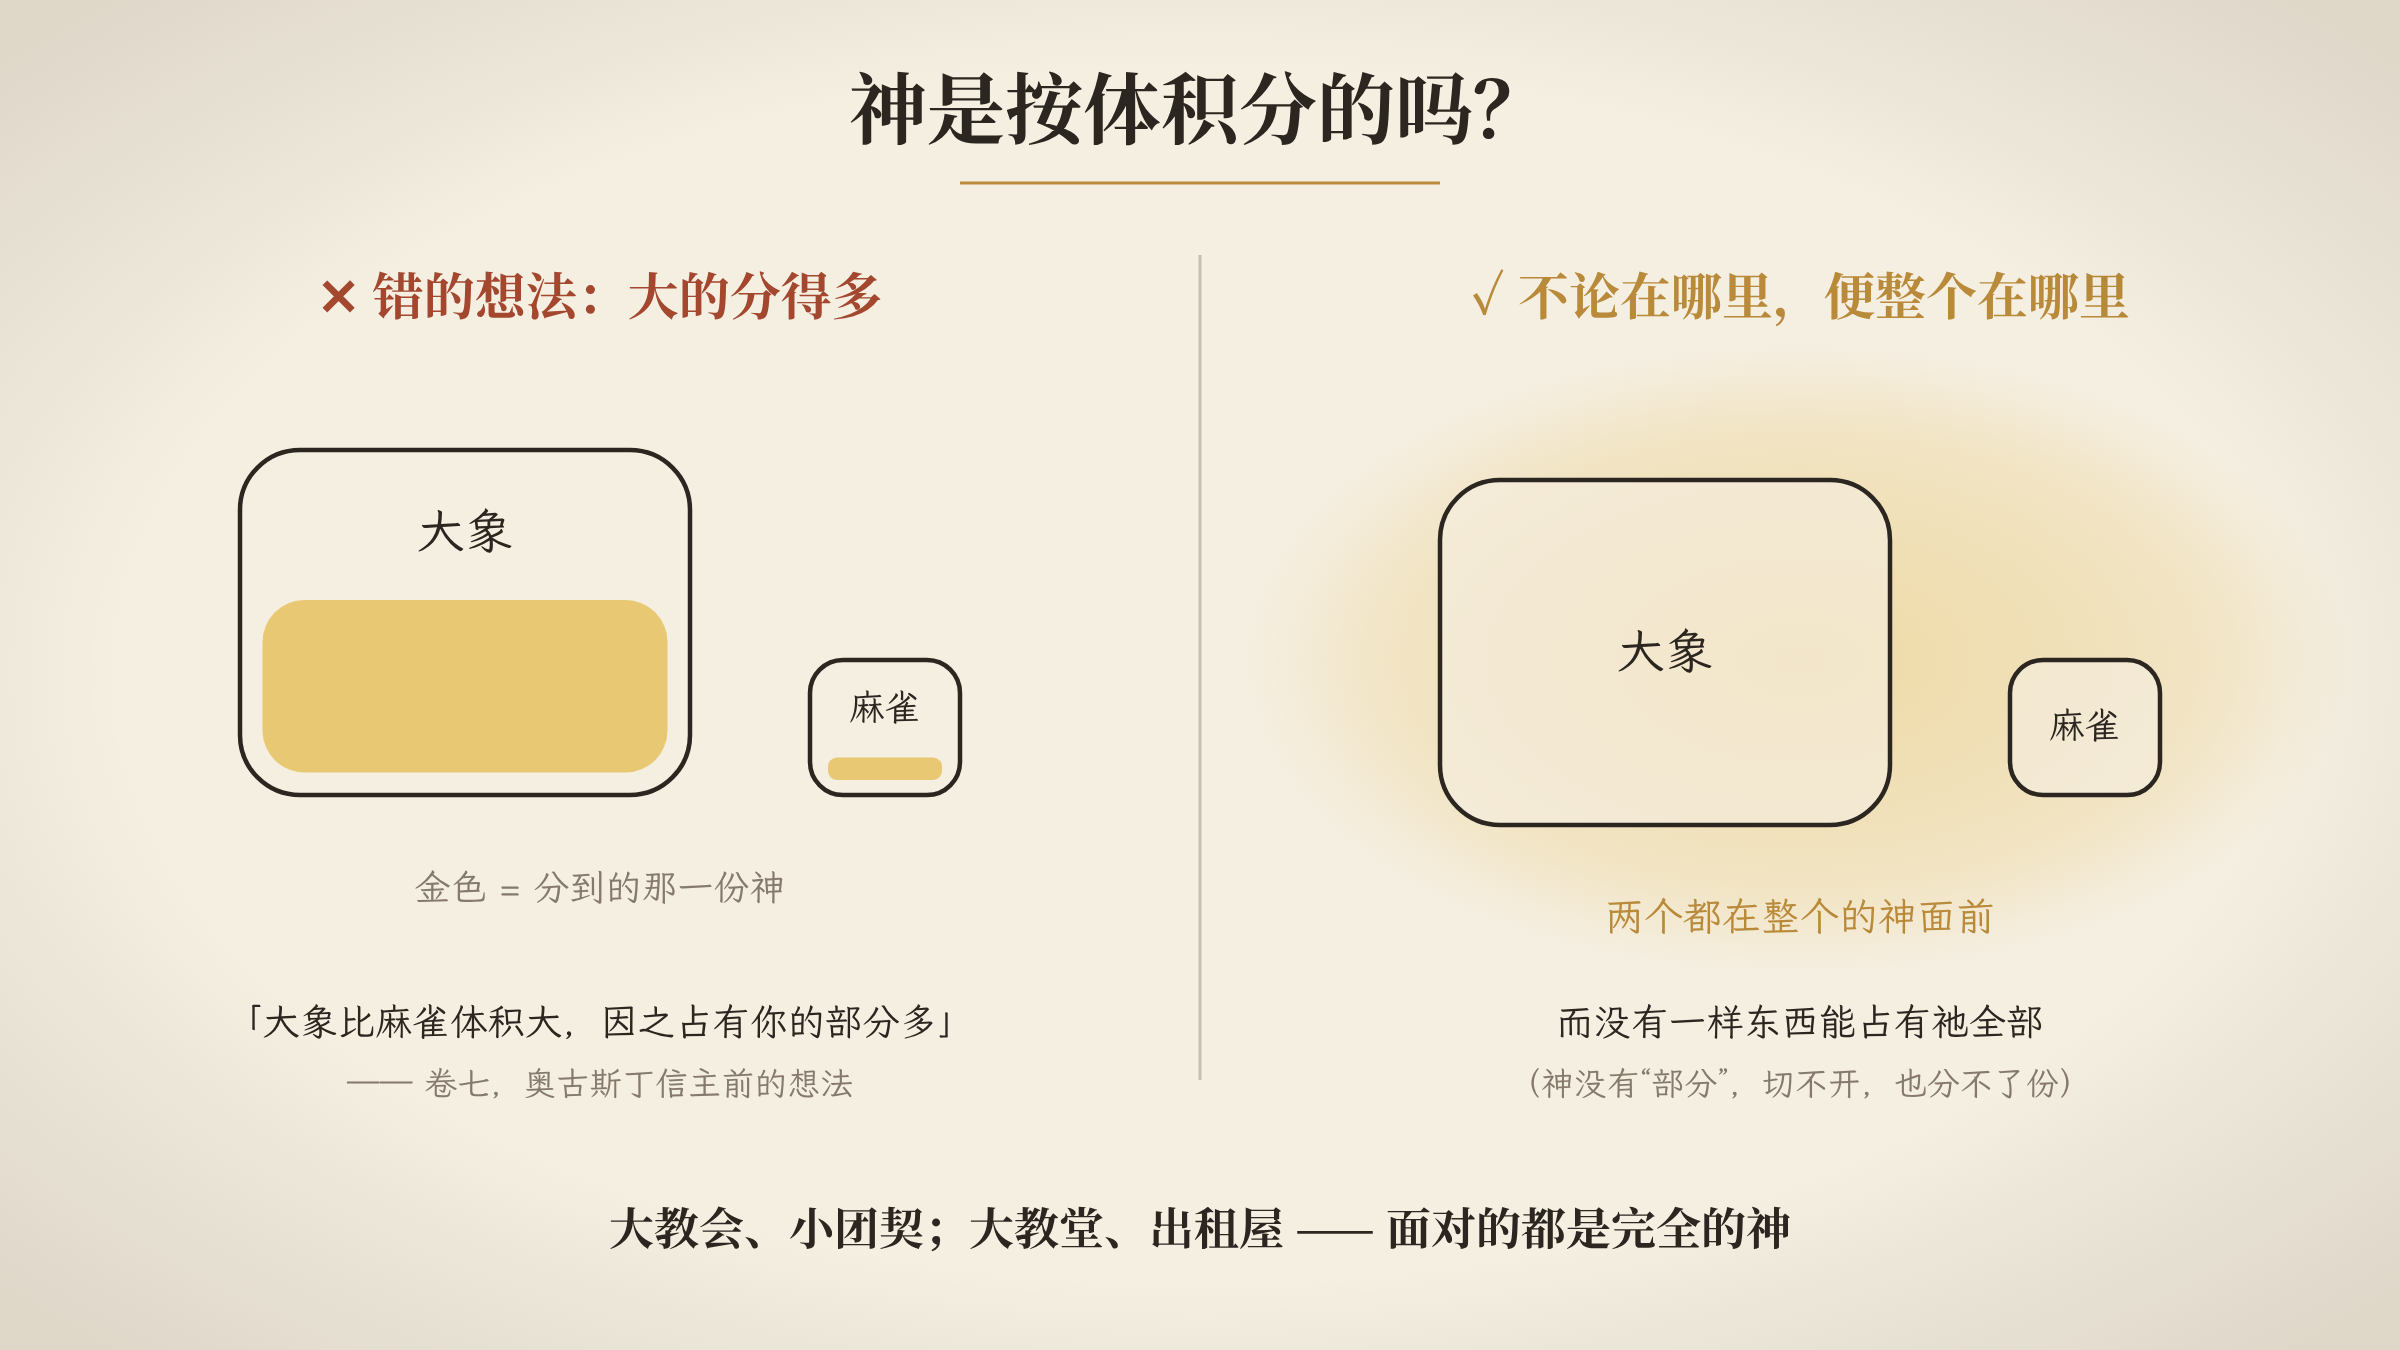 神是按体积分的吗?
× 错的想法：大的分得多
大象
麻雀
金色 = 分到的那一份神
「大象比麻雀体积大，因之占有你的部分多」
—— 卷七，奥古斯丁信主前的想法
√ 不论在哪里，便整个在哪里
大象
麻雀
两个都在整个的神面前
而没有一样东西能占有祂全部
（神没有“部分”，切不开，也分不了份）
大教会、小团契；大教堂、出租屋 —— 面对的都是完全的神